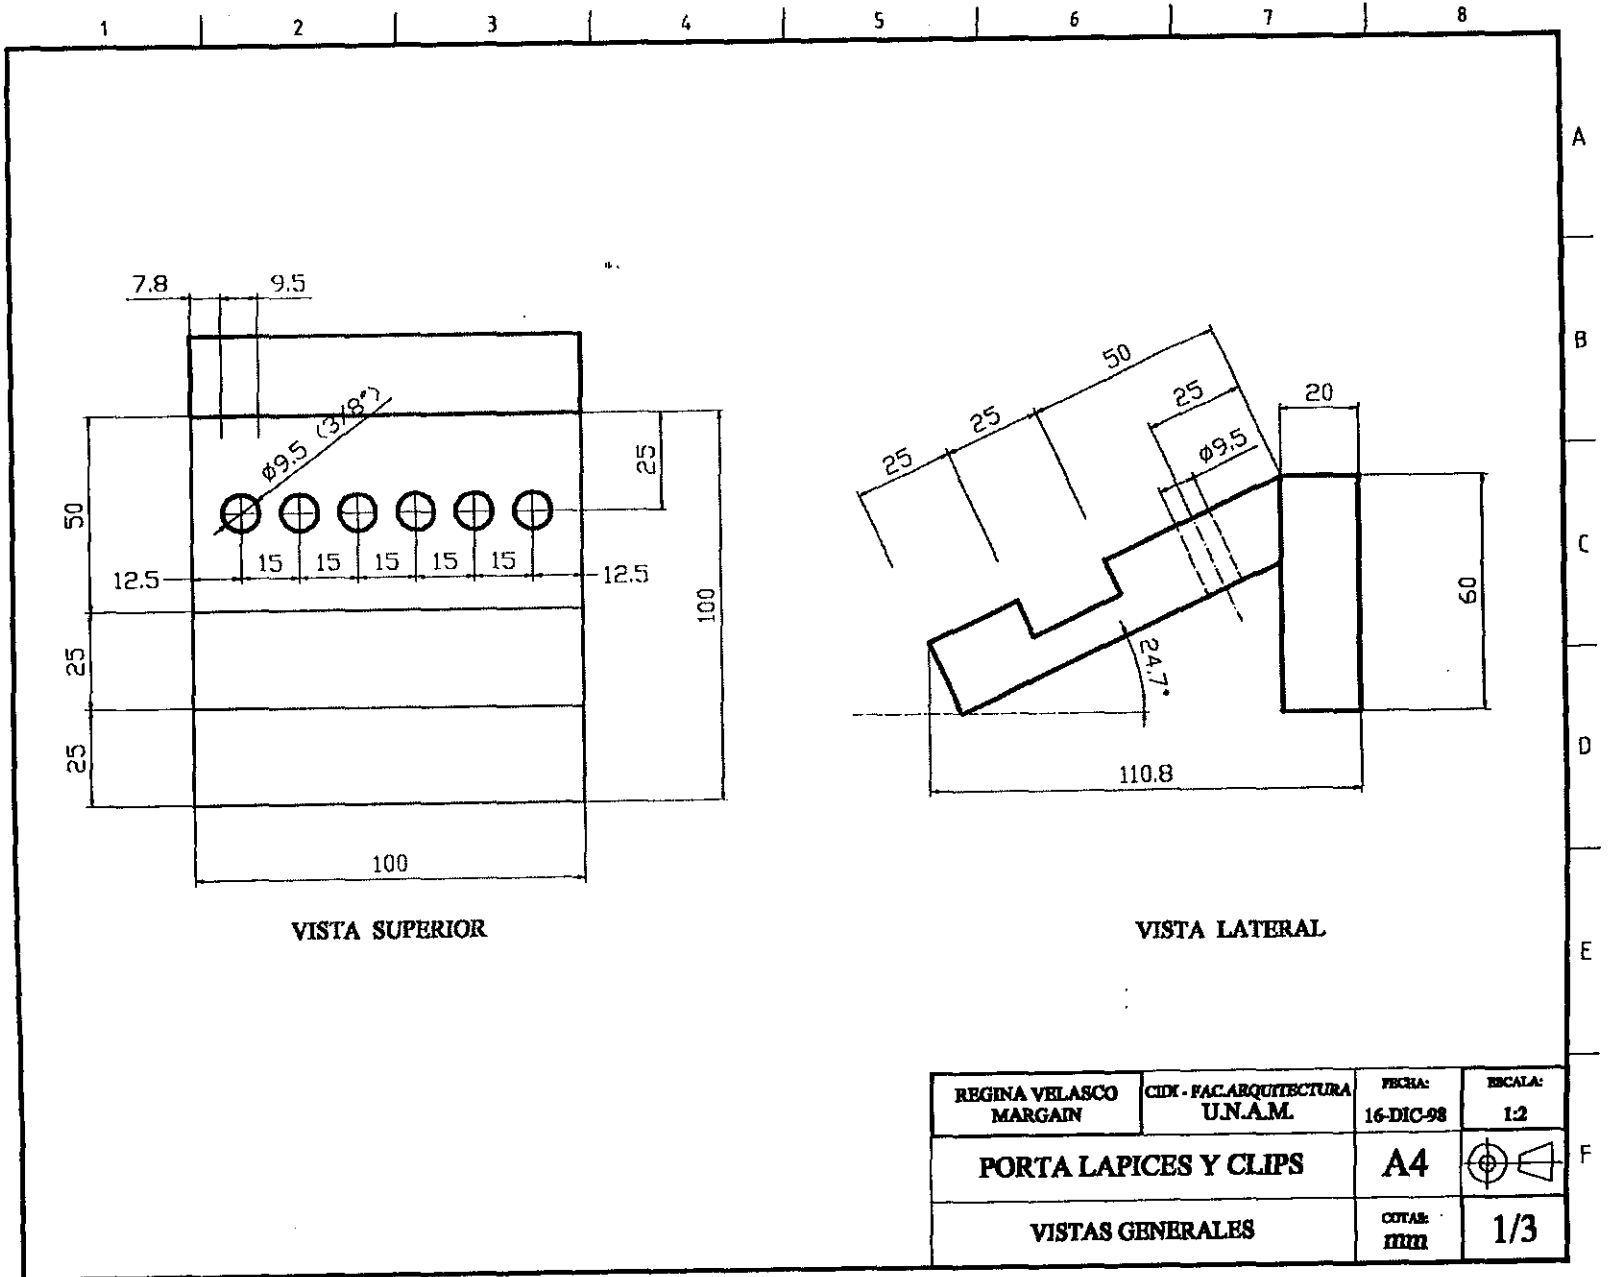 1 2 3 4 5 6 7 8
A
B
C
D
E
F
7.8 9.5
ø9.5 (3/8")
50
25
25
25
100
12.5 15 15 15 15 15 12.5
100
VISTA SUPERIOR
25 25 50
25
ø9.5
20
60
24.7°
110.8
VISTA LATERAL
REGINA VELASCO
MARGAIN
CIDI - FAC.ARQUITECTURA
U.N.A.M.
FECHA:
16-DIC-98
ESCALA:
1:2
PORTA LAPICES Y CLIPS
A4
VISTAS GENERALES
COTAS:
mm
1/3